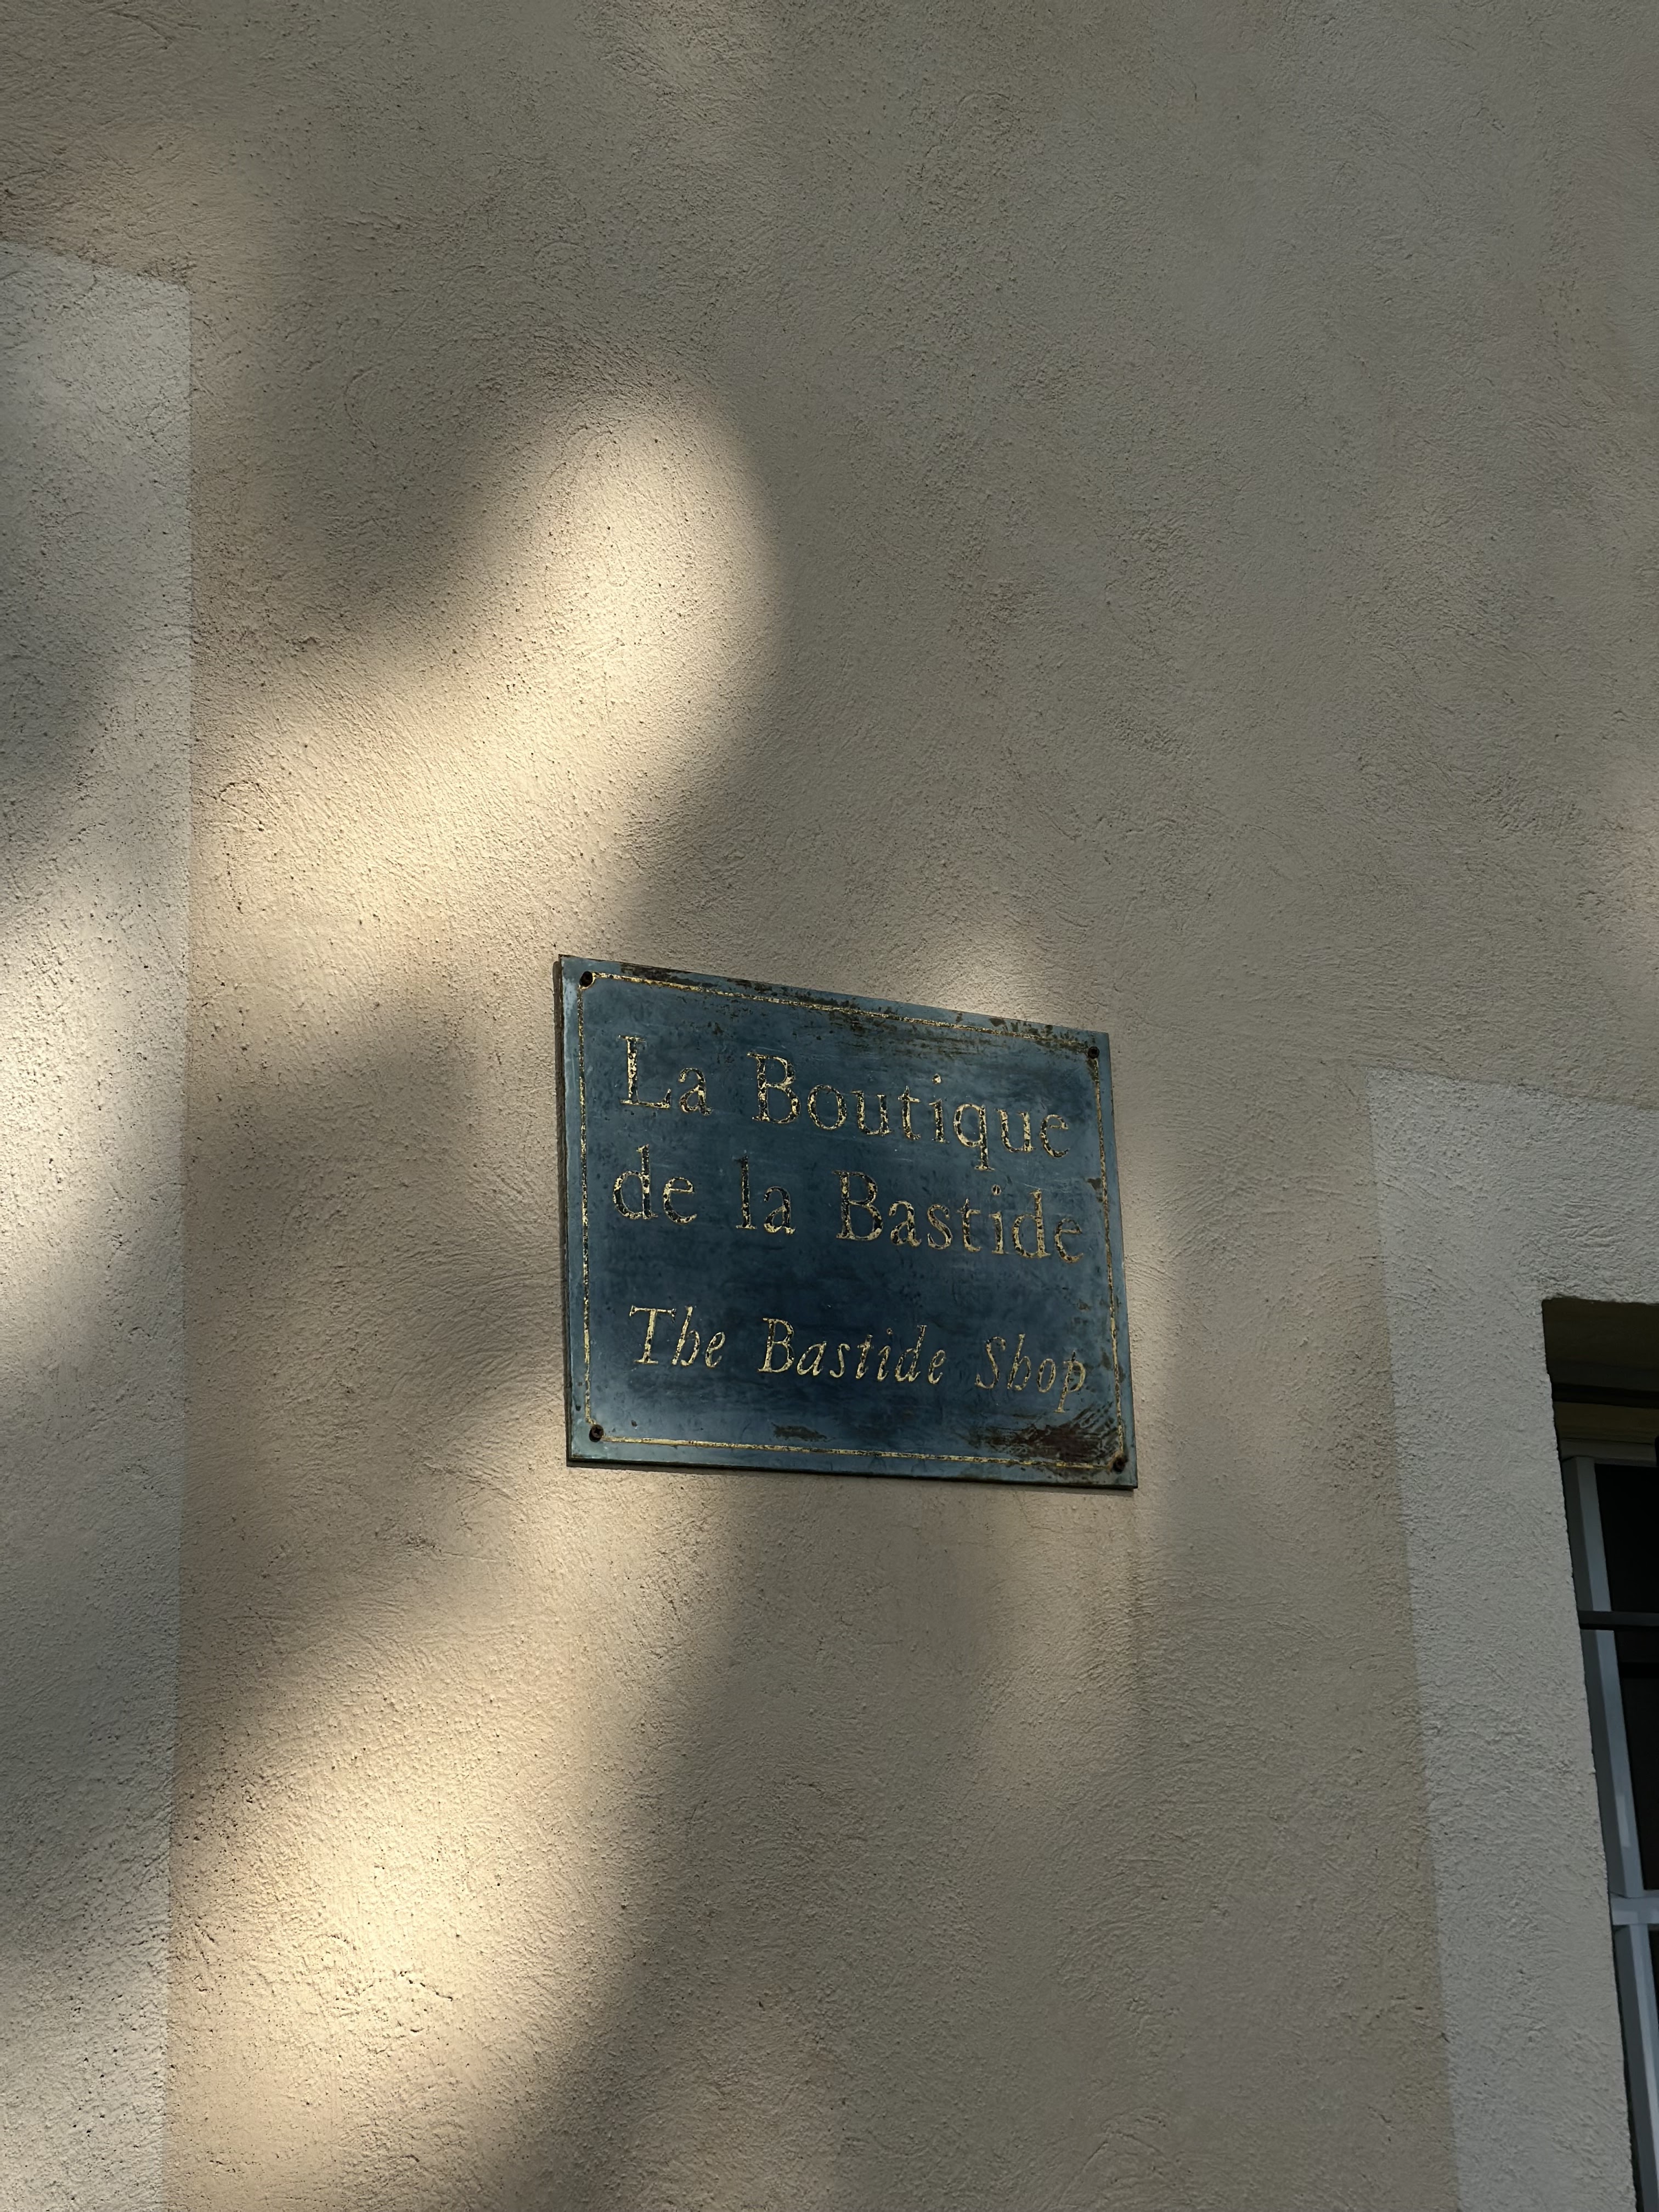 La Boutique
de la Bastide
The Bastide Shop